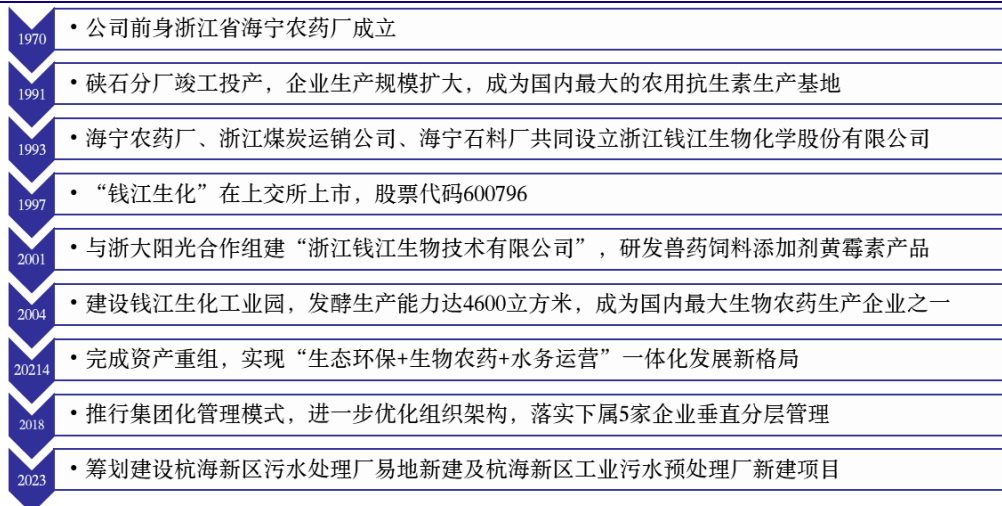 1970
•公司前身浙江省海宁农药厂成立
1991
•硖石分厂竣工投产，企业生产规模扩大，成为国内最大的农用抗生素生产基地
1993
•海宁农药厂、浙江煤炭运销公司、海宁石料厂共同设立浙江钱江生物化学股份有限公司
1997
•“钱江生化”在上交所上市，股票代码600796
2001
•与浙大阳光合作组建“浙江钱江生物技术有限公司”，研发兽药饲料添加剂黄霉素产品
2004
•建设钱江生化工业园，发酵生产能力达4600立方米，成为国内最大生物农药生产企业之一
20214
•完成资产重组，实现“生态环保+生物农药+水务运营”一体化发展新格局
2018
•推行集团化管理模式，进一步优化组织架构，落实下属5家企业垂直分层管理
2023
•筹划建设杭海新区污水处理厂易地新建及杭海新区工业污水预处理厂新建项目